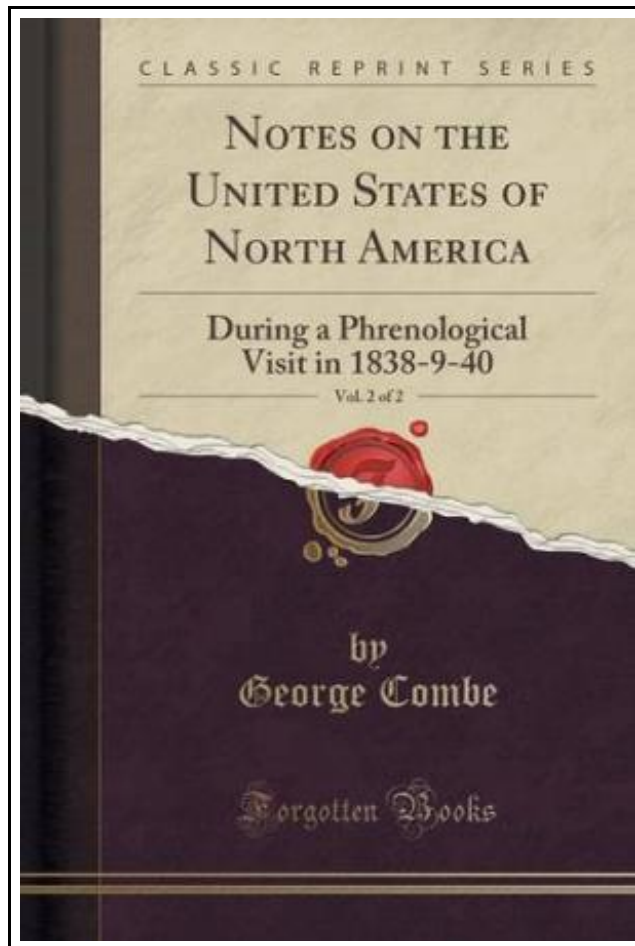 CLASSIC REPRINT SERIES
NOTES ON THE
UNITED STATES OF
NORTH AMERICA
During a Phrenological
Visit in 1838-9-40
Vol. 2 of 2
by
George Combe
Forgotten Books